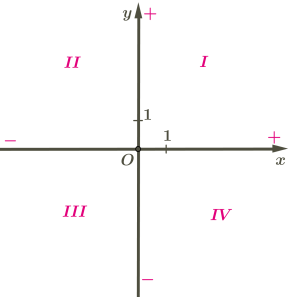 y +
II I
1
− 1 +
O x
III IV
−